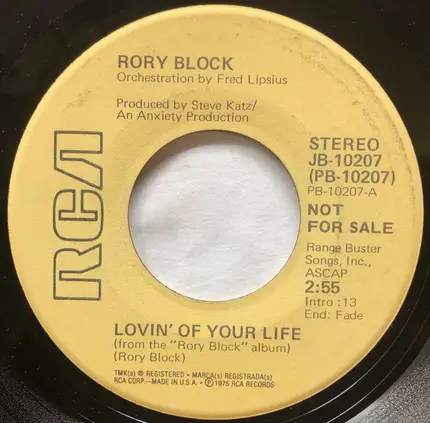 RORY BLOCK
Orchestration by Fred Lipsius
Produced by Steve Katz/
An Anxiety Production
RCA
STEREO
JB-10207
(PB-10207)
PB-10207-A
NOT
FOR SALE
Range Buster
Songs, Inc.,
ASCAP
2:55
Intro : 13
End: Fade
LOVIN' OF YOUR LIFE
(from the "Rory Block" album)
(Rory Block)
TMK(s) ® REGISTERED • MARCA(s) REGISTRADA(s)
RCA CORP.—MADE IN U.S.A. • ℗ 1975 RCA RECORDS